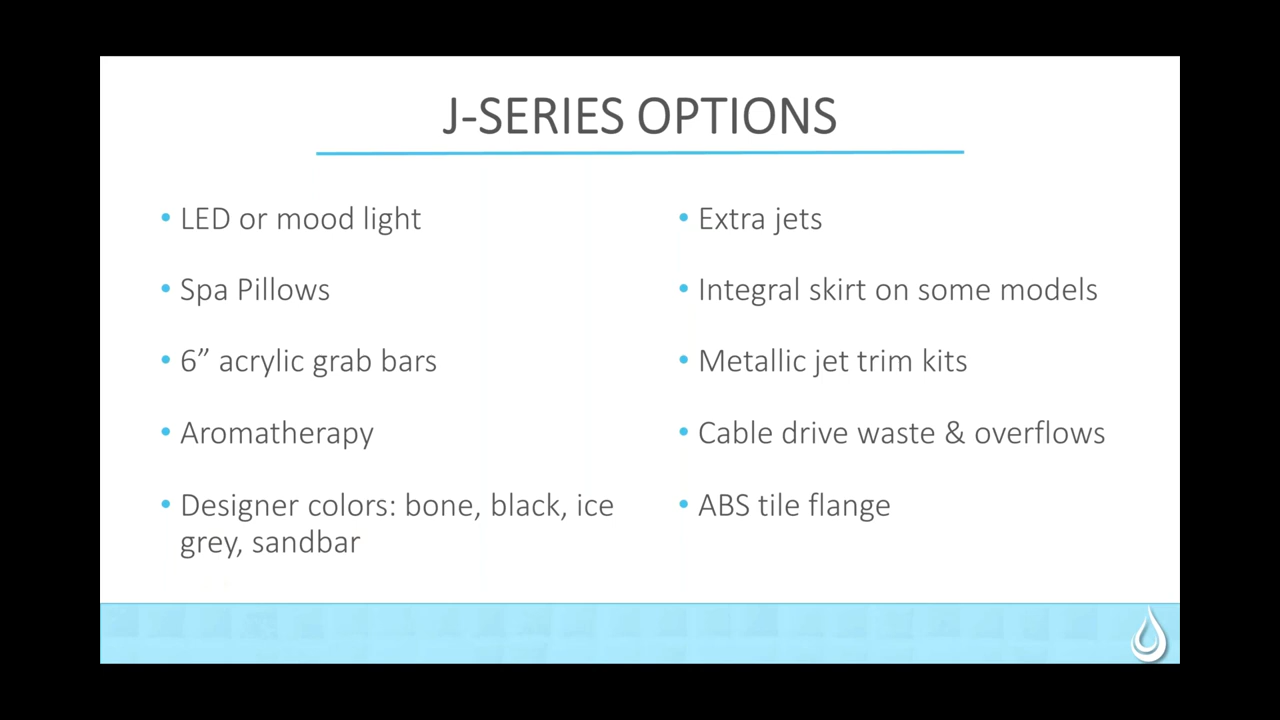 J-SERIES OPTIONS
• LED or mood light
• Spa Pillows
• 6” acrylic grab bars
• Aromatherapy
• Designer colors: bone, black, ice
grey, sandbar
• Extra jets
• Integral skirt on some models
• Metallic jet trim kits
• Cable drive waste & overflows
• ABS tile flange